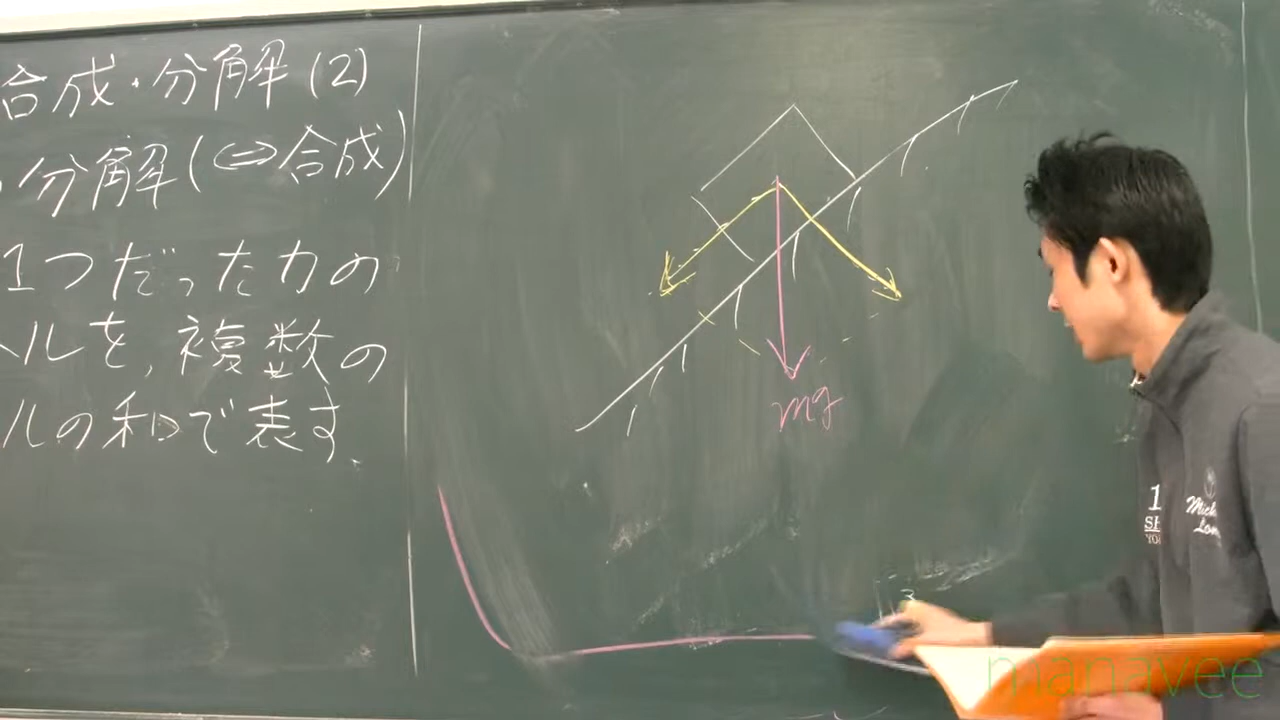 合成・分解(2)
分解(⇔合成)
1つだった力の
ルを,複数の
ルの和で表す.
mg
manavee